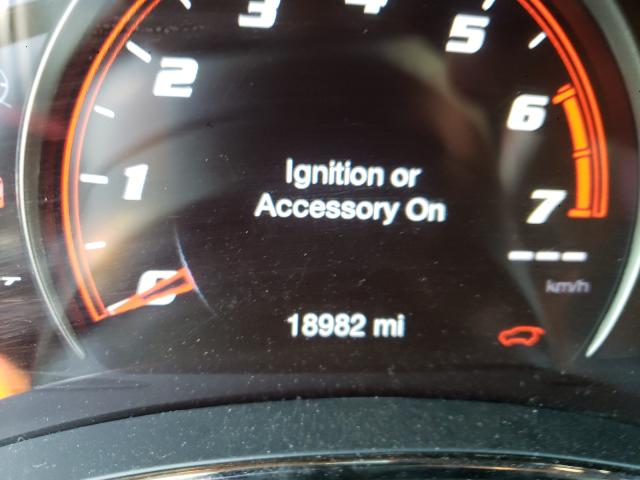 3
4
5
2
6
1
Ignition or
Accessory On
7
0
---
km/h
18982 mi